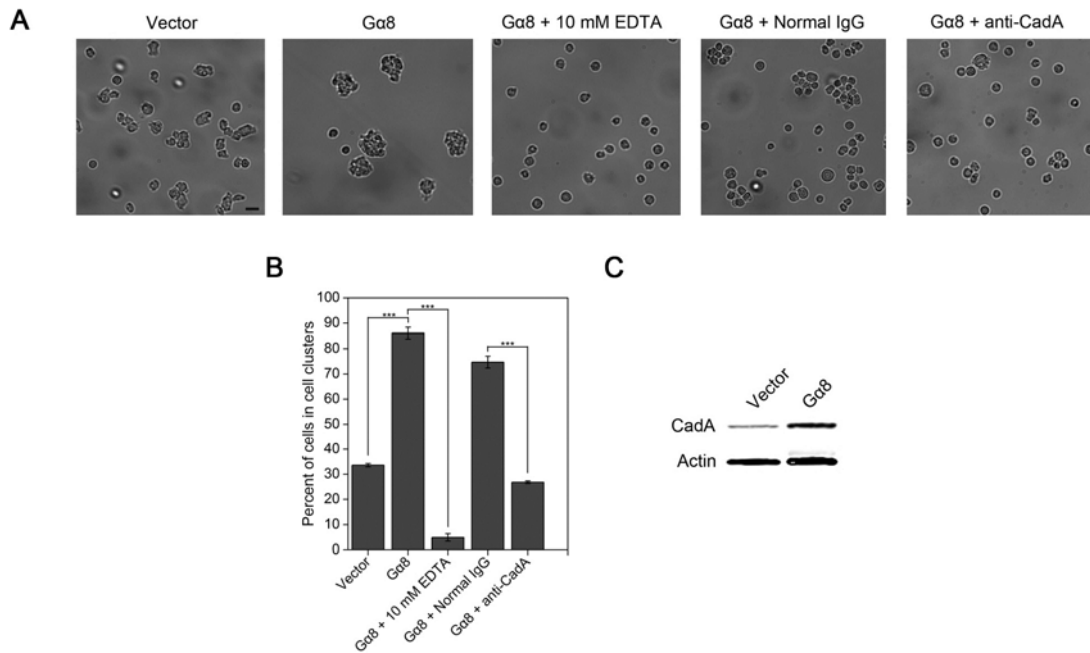 A
Vector
Gα8
Gα8 + 10 mM EDTA
Gα8 + Normal IgG
Gα8 + anti-CadA
B
Percent of cells in cell clusters
100
90
80
70
60
50
40
30
20
10
0
***
***
***
Vector
Gα8
Gα8 + 10 mM EDTA
Gα8 + Normal IgG
Gα8 + anti-CadA
C
Vector
Gα8
CadA
Actin